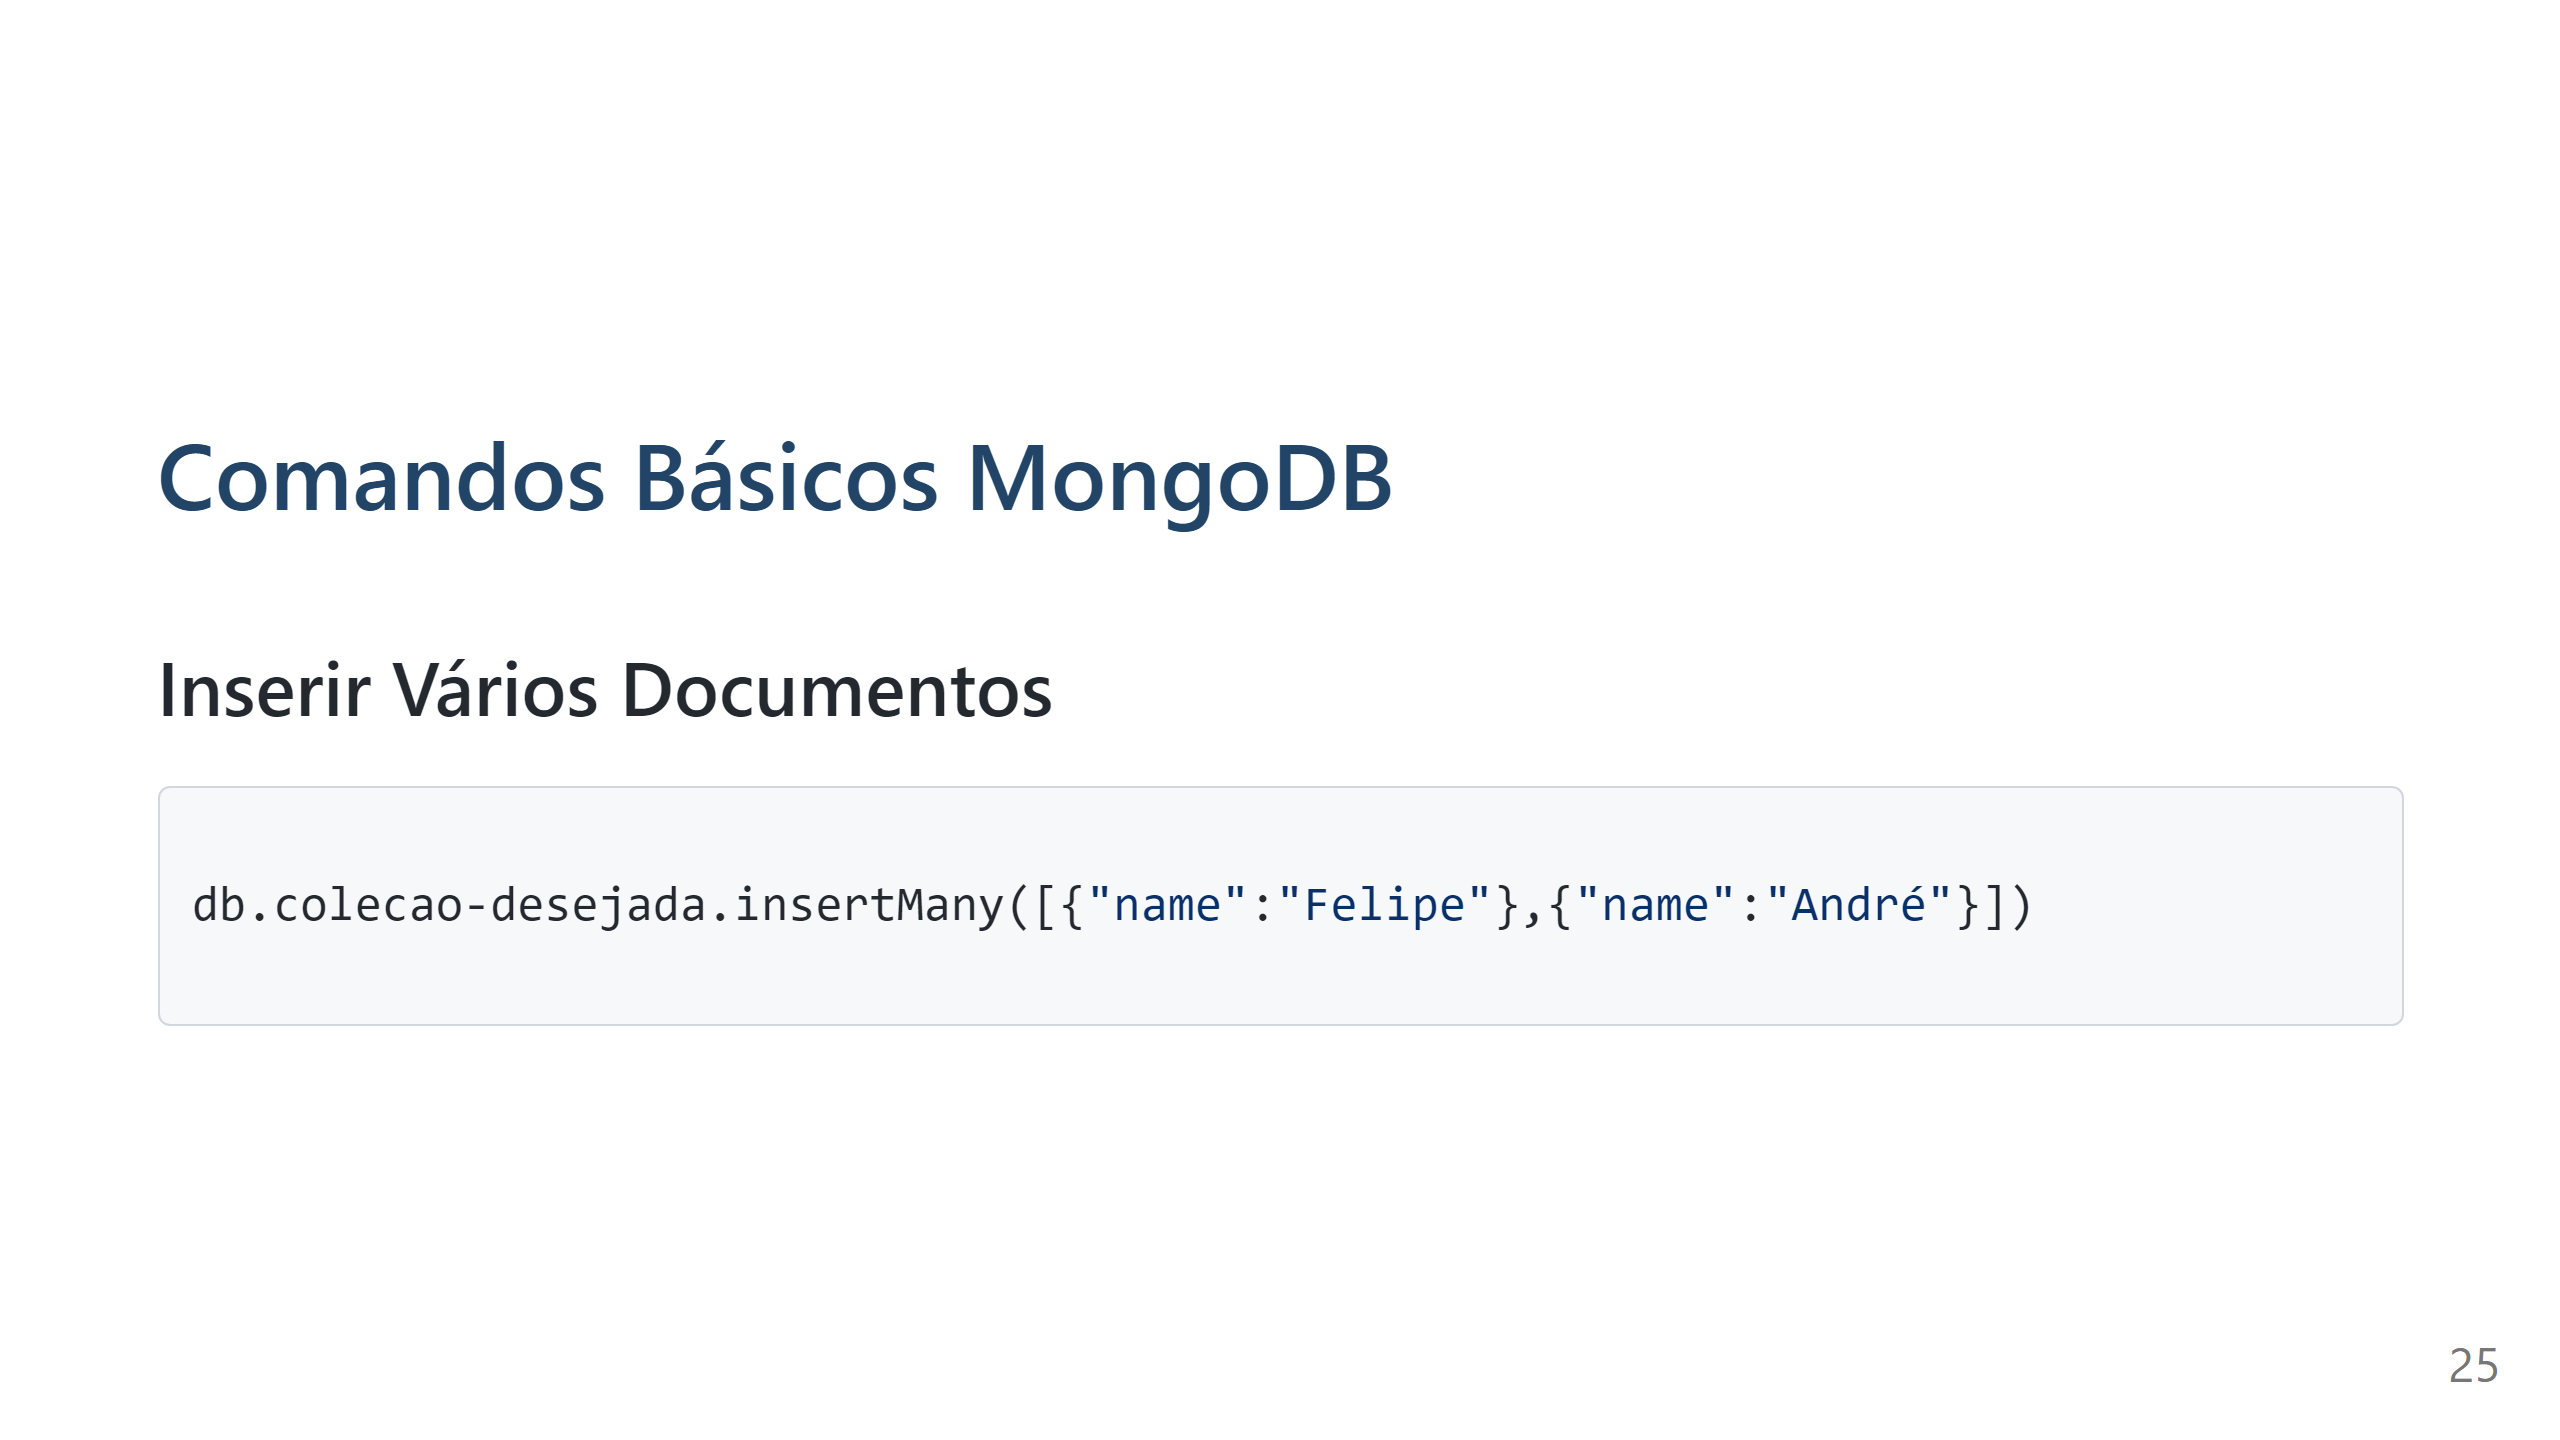 Comandos Básicos MongoDB
Inserir Vários Documentos
db.colecao-desejada.insertMany([{"name":"Felipe"},{"name":"André"}])
25